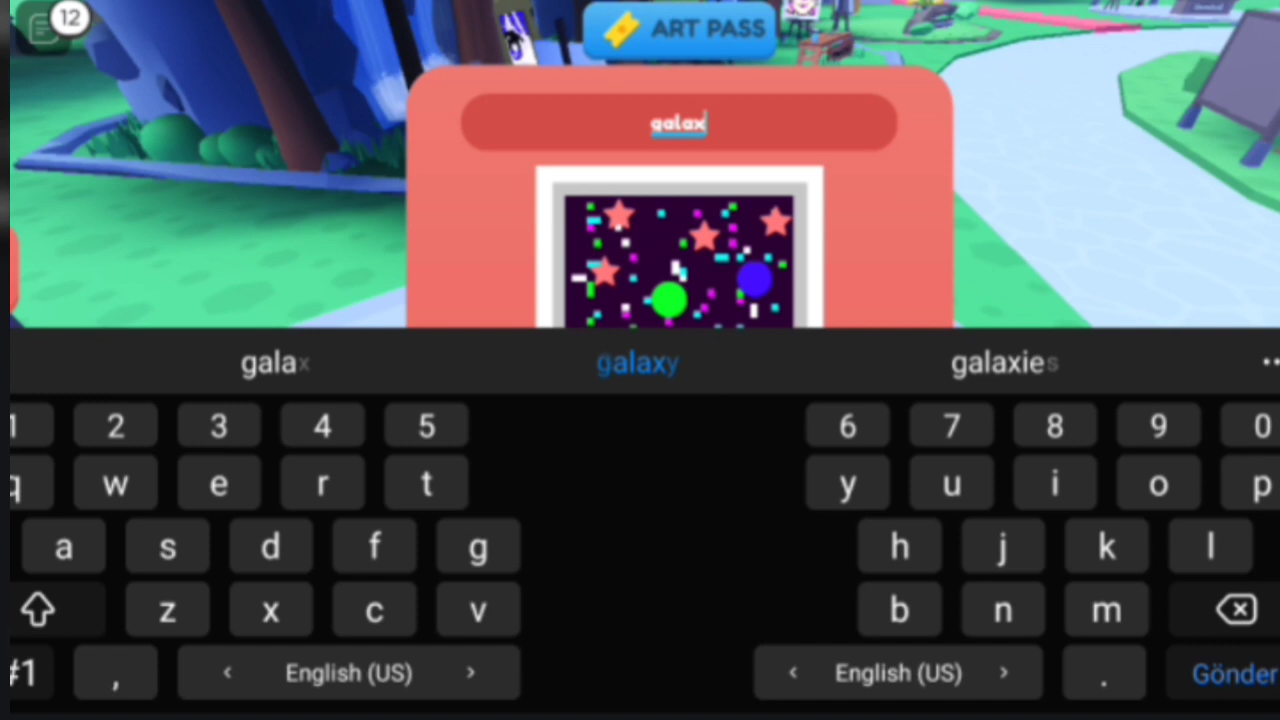 12
ART PASS
galax
galax
galaxy
galaxies
1 2 3 4 5 6 7 8 9 0
q w e r t y u i o p
a s d f g h j k l
z x c v b n m
#1 , < English (US) > < English (US) > . Gönder